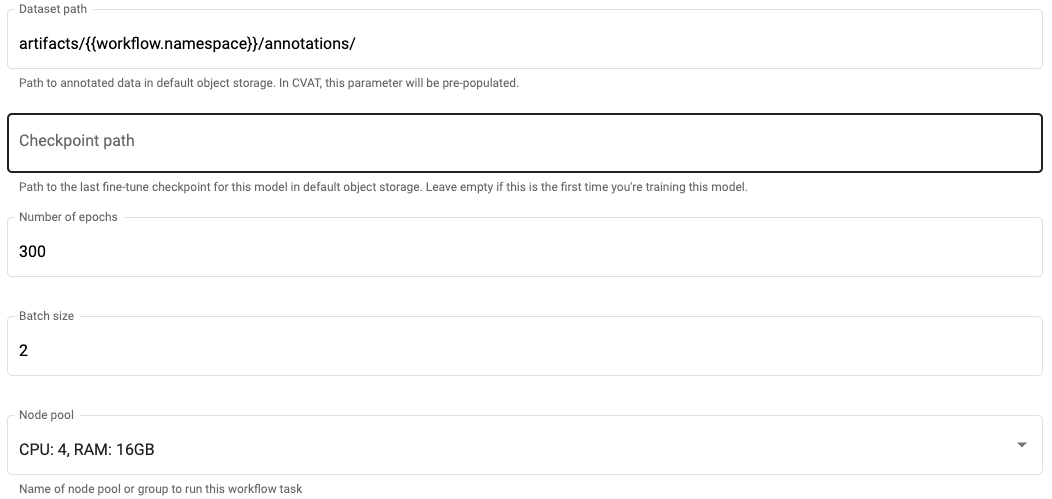 Dataset path
artifacts/{{workflow.namespace}}/annotations/
Path to annotated data in default object storage. In CVAT, this parameter will be pre-populated.
Checkpoint path
Path to the last fine-tune checkpoint for this model in default object storage. Leave empty if this is the first time you're training this model.
Number of epochs
300
Batch size
2
Node pool
CPU: 4, RAM: 16GB
Name of node pool or group to run this workflow task